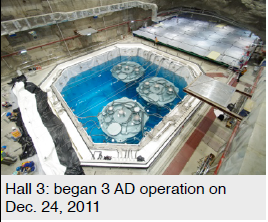 Hall 3: began 3 AD operation on
Dec. 24, 2011